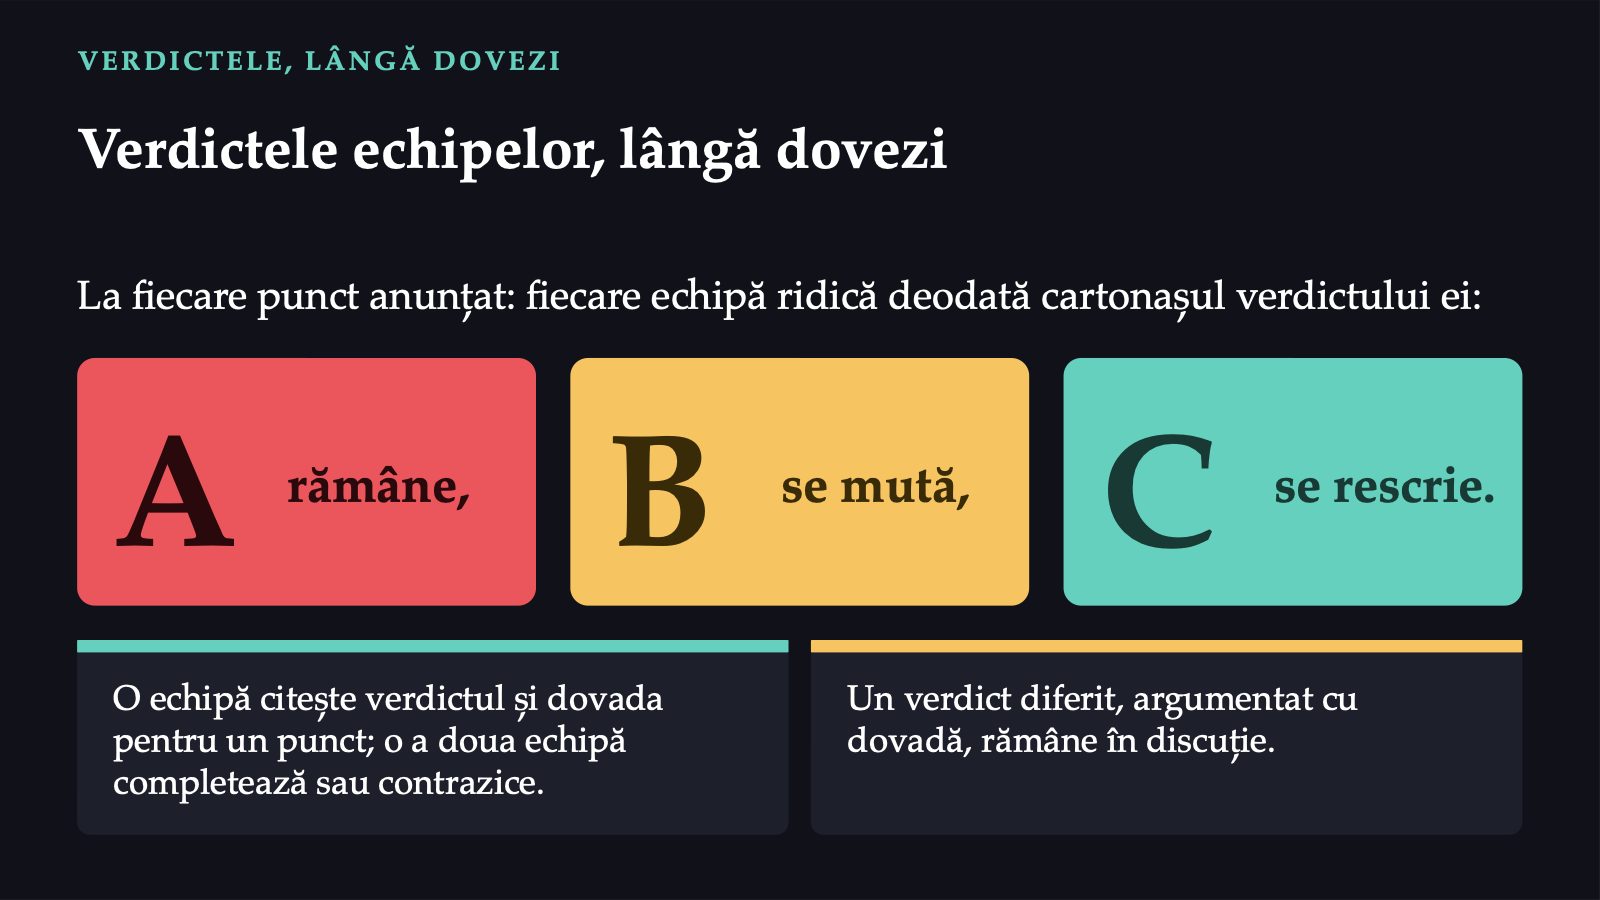 VERDICTELE, LÂNGĂ DOVEZI
Verdictele echipelor, lângă dovezi
La fiecare punct anunțat: fiecare echipă ridică deodată cartonașul verdictului ei:
A rămâne,
B se mută,
C se rescrie.
O echipă citește verdictul și dovada
pentru un punct; o a doua echipă
completează sau contrazice.
Un verdict diferit, argumentat cu
dovadă, rămâne în discuție.